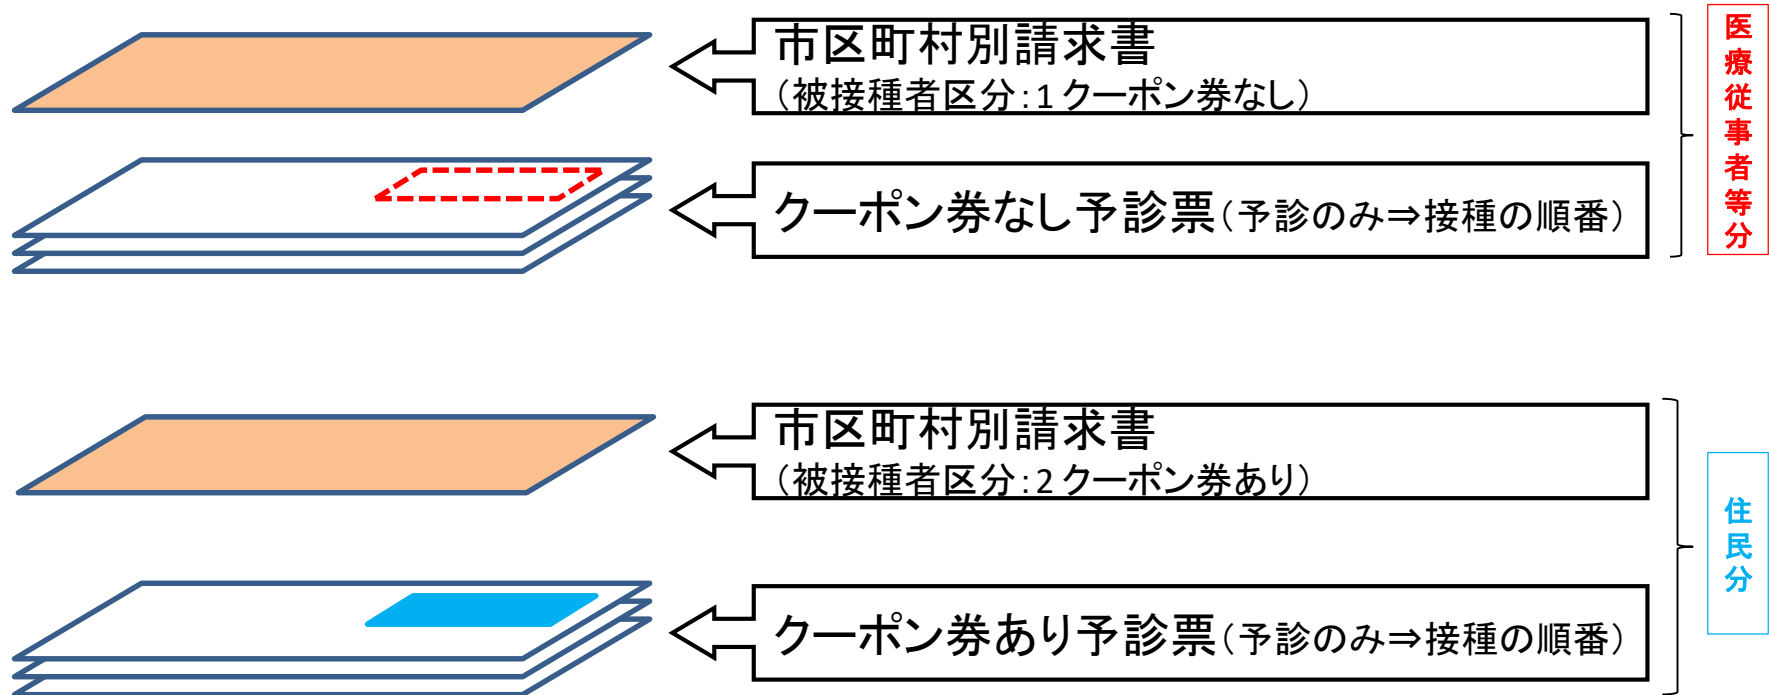 市区町村別請求書
（被接種者区分：1 クーポン券なし）
クーポン券なし予診票（予診のみ⇒接種の順番）
医療従事者等分
市区町村別請求書
（被接種者区分：2 クーポン券あり）
クーポン券あり予診票（予診のみ⇒接種の順番）
住民分